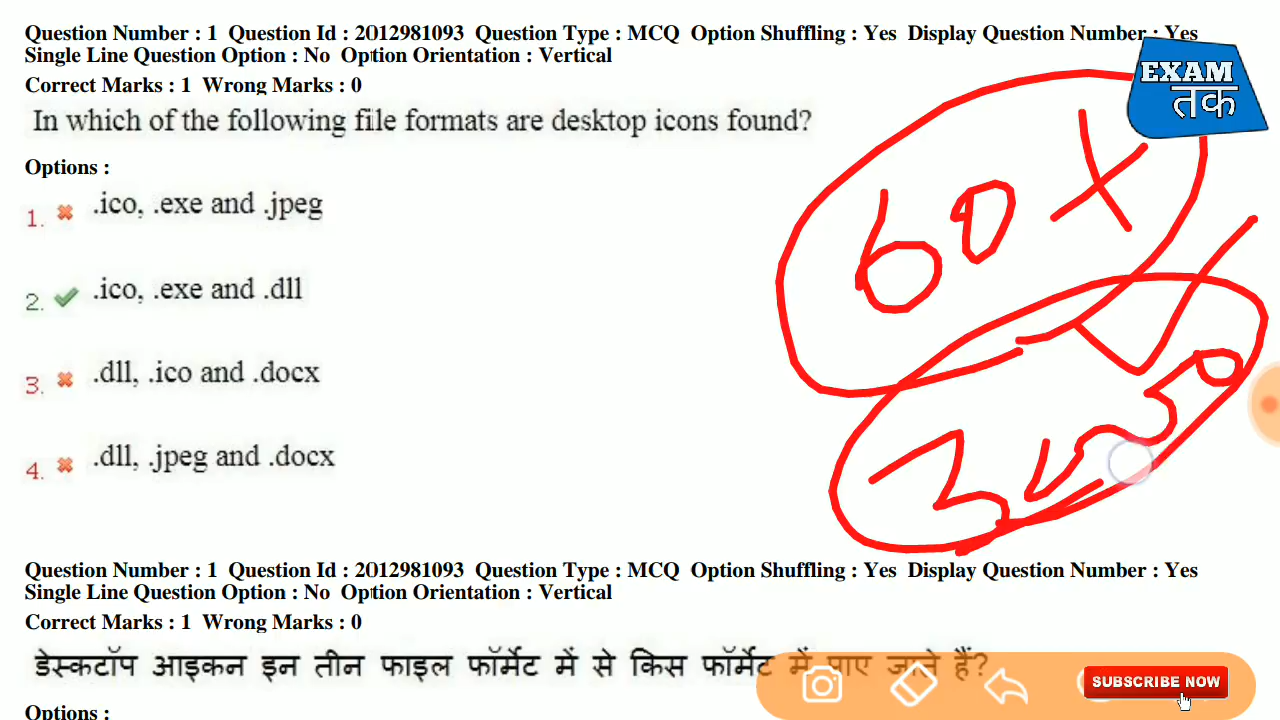 Question Number : 1 Question Id : 2012981093 Question Type : MCQ Option Shuffling : Yes Display Question Number : Yes
Single Line Question Option : No Option Orientation : Vertical
Correct Marks : 1 Wrong Marks : 0
EXAM
तक
In which of the following file formats are desktop icons found?
Options :
1. .ico, .exe and .jpeg
2. .ico, .exe and .dll
3. .dll, .ico and .docx
4. .dll, .jpeg and .docx
60
Question Number : 1 Question Id : 2012981093 Question Type : MCQ Option Shuffling : Yes Display Question Number : Yes
Single Line Question Option : No Option Orientation : Vertical
Correct Marks : 1 Wrong Marks : 0
डेस्कटॉप आइकन इन तीन फाइल फॉर्मेट में से किस फॉर्मेट में पाए जाते हैं?
SUBSCRIBE NOW
Options :